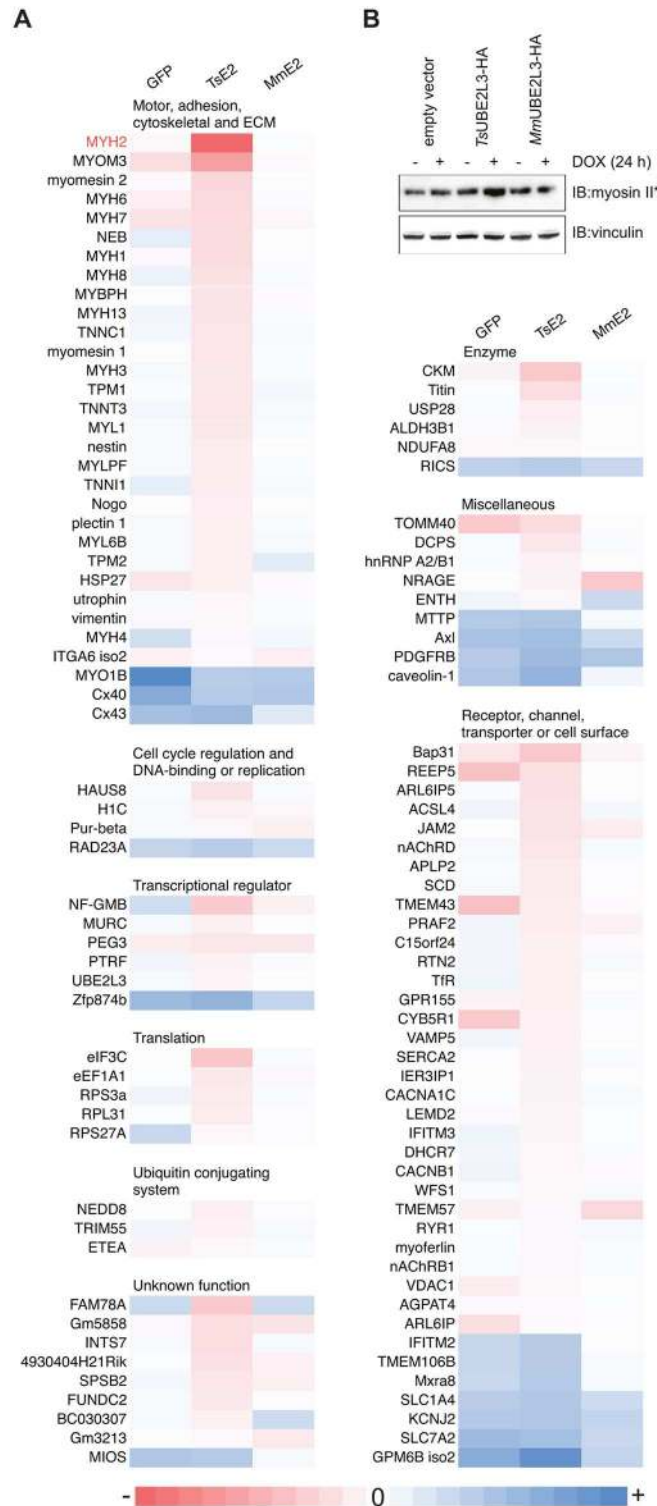 A
GFP
TsE2
MmE2
Motor, adhesion,
cytoskeletal and ECM
MYH2
MYOM3
myomesin 2
MYH6
MYH7
NEB
MYH1
MYH8
MYBPH
MYH13
TNNC1
myomesin 1
MYH3
TPM1
TNNT3
MYL1
nestin
MYLPF
TNNI1
Nogo
plectin 1
MYL6B
TPM2
HSP27
utrophin
vimentin
MYH4
ITGA6 iso2
MYO1B
Cx40
Cx43
Cell cycle regulation and
DNA-binding or replication
HAUS8
H1C
Pur-beta
RAD23A
Transcriptional regulator
NF-GMB
MURC
PEG3
PTRF
UBE2L3
Zfp874b
Translation
eIF3C
eEF1A1
RPS3a
RPL31
RPS27A
Ubiquitin conjugating
system
NEDD8
TRIM55
ETEA
Unknown function
FAM78A
Gm5858
INTS7
4930404H21Rik
SPSB2
FUNDC2
BC030307
Gm3213
MIOS
B
empty vector
TsUBE2L3-HA
MmUBE2L3-HA
- + - + - + DOX (24 h)
IB:myosin II*
IB:vinculin
GFP
TsE2
MmE2
Enzyme
CKM
Titin
USP28
ALDH3B1
NDUFA8
RICS
Miscellaneous
TOMM40
DCPS
hnRNP A2/B1
NRAGE
ENTH
MTTP
Axl
PDGFRB
caveolin-1
Receptor, channel,
transporter or cell surface
Bap31
REEP5
ARL6IP5
ACSL4
JAM2
nAChRD
APLP2
SCD
TMEM43
PRAF2
C15orf24
RTN2
TfR
GPR155
CYB5R1
VAMP5
SERCA2
IER3IP1
CACNA1C
LEMD2
IFITM3
DHCR7
CACNB1
WFS1
TMEM57
RYR1
myoferlin
nAChRB1
VDAC1
AGPAT4
ARL6IP
IFITM2
TMEM106B
Mxra8
SLC1A4
KCNJ2
SLC7A2
GPM6B iso2
- 0 +